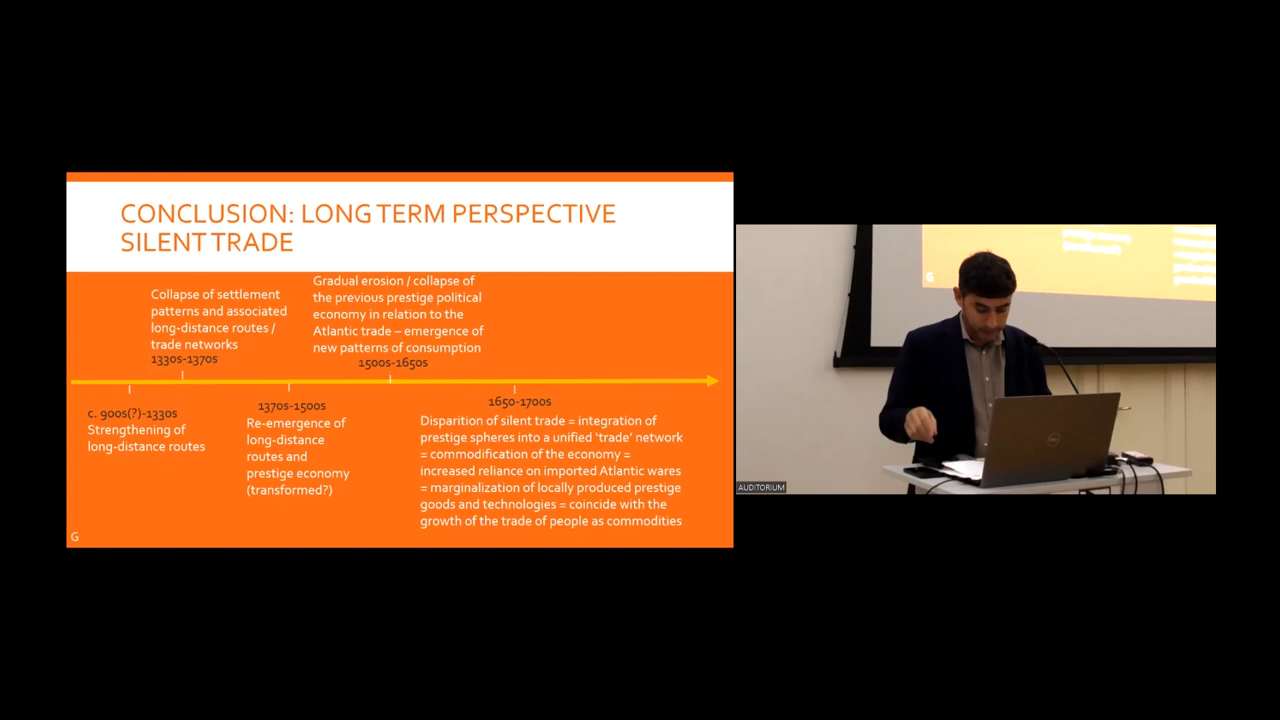 CONCLUSION: LONG TERM PERSPECTIVE
SILENT TRADE
Collapse of settlement
patterns and associated
long-distance routes /
trade networks
1330s-1370s
Gradual erosion / collapse of
the previous prestige political
economy in relation to the
Atlantic trade – emergence of
new patterns of consumption
1500s-1650s
c. 900s(?)-1330s
Strengthening of
long-distance routes
1370s-1500s
Re-emergence of
long-distance
routes and
prestige economy
(transformed?)
1650-1700s
Disparition of silent trade = integration of
prestige spheres into a unified ‘trade’ network
= commodification of the economy =
increased reliance on imported Atlantic wares
= marginalization of locally produced prestige
goods and technologies = coincide with the
growth of the trade of people as commodities
G
G
AUDITORIUM